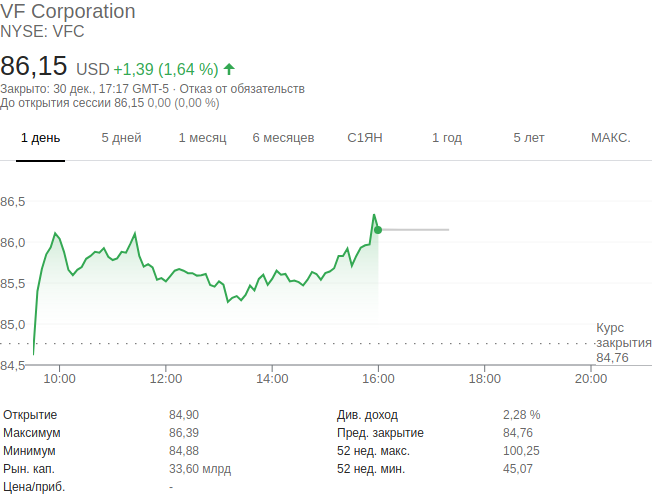 VF Corporation
NYSE: VFC
86,15 USD +1,39 (1,64 %)
Закрыто: 30 дек., 17:17 GMT-5 · Отказ от обязательств
До открытия сессии 86,15 0,00 (0,00 %)
1 день 5 дней 1 месяц 6 месяцев С1ЯН 1 год 5 лет МАКС.
86,5
86,0
85,5
85,0
84,5
Курс
закрытия
84,76
10:00 12:00 14:00 16:00 18:00 20:00
Открытие 84,90 Див. доход 2,28 %
Максимум 86,39 Пред. закрытие 84,76
Минимум 84,88 52 нед. макс. 100,25
Рын. кап. 33,60 млрд 52 нед. мин. 45,07
Цена/приб. -